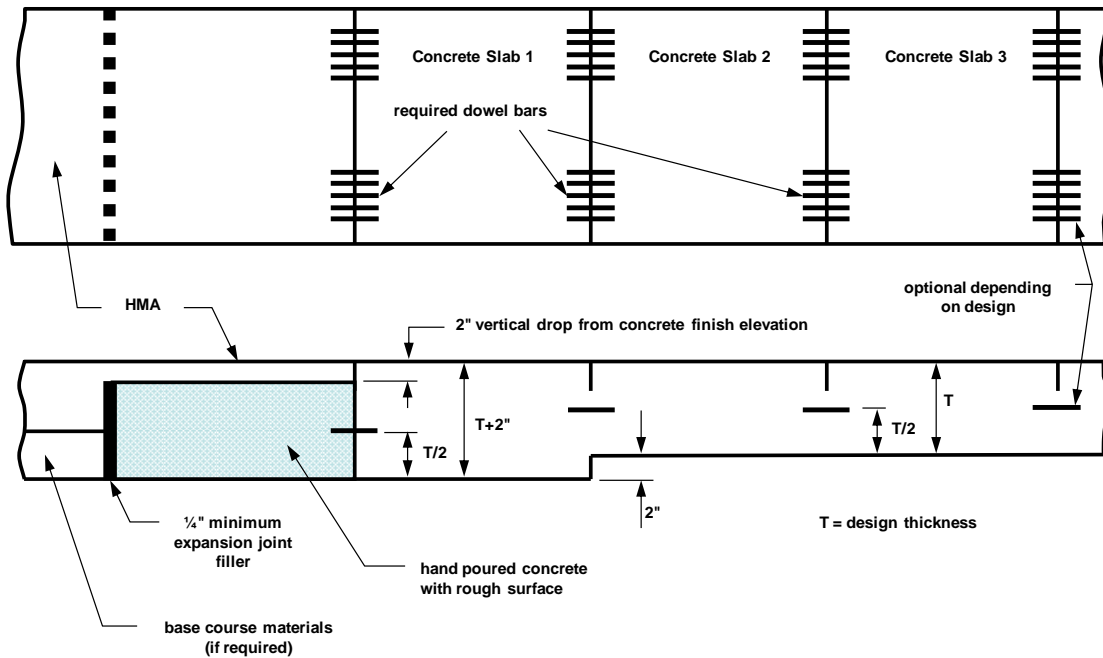 Concrete Slab 1
Concrete Slab 2
Concrete Slab 3
required dowel bars
HMA
optional depending
on design
2" vertical drop from concrete finish elevation
T+2"
T/2
T/2
T
2"
¼" minimum
expansion joint
filler
T = design thickness
hand poured concrete
with rough surface
base course materials
(if required)